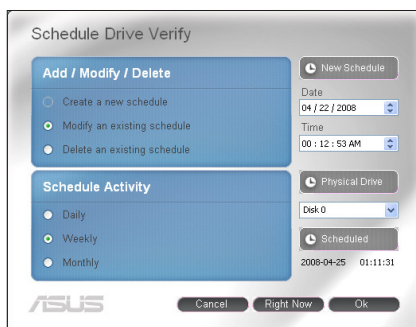 Schedule Drive Verify
Add / Modify / Delete
Create a new schedule
Modify an existing schedule
Delete an existing schedule
New Schedule
Date
04 / 22 / 2008
Time
00 : 12 : 53 AM
Schedule Activity
Daily
Weekly
Monthly
Physical Drive
Disk 0
Scheduled
2008-04-25 01:11:31
ASUS
Cancel Right Now Ok